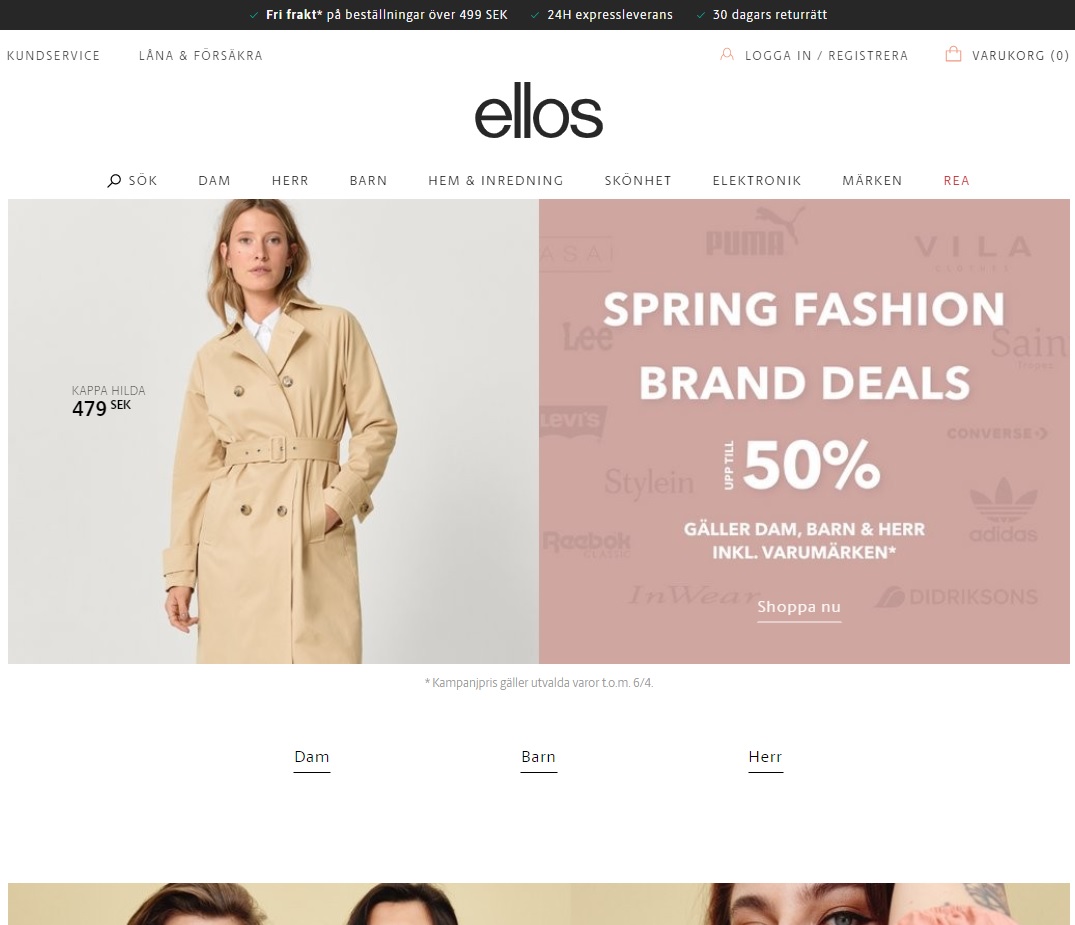 Fri frakt* på beställningar över 499 SEK
24H expressleverans
30 dagars returrätt
KUNDSERVICE
LÅNA & FÖRSÄKRA
LOGGA IN / REGISTRERA
VARUKORG (0)
ellos
SÖK
DAM
HERR
BARN
HEM & INREDNING
SKÖNHET
ELEKTRONIK
MÄRKEN
REA
KAPPA HILDA
479 SEK
ASAI
PUMA
VILA
CLOTHES
SPRING FASHION
Lee
Sain
Tropez
BRAND DEALS
LEVI'S
CONVERSE
UPP TILL
50%
Stylein
adidas
GÄLLER DAM, BARN & HERR
INKL. VARUMÄRKEN*
Reebok
CLASSIC
InWear
DIDRIKSONS
Shoppa nu
* Kampanjpris gäller utvalda varor t.o.m. 6/4.
Dam
Barn
Herr